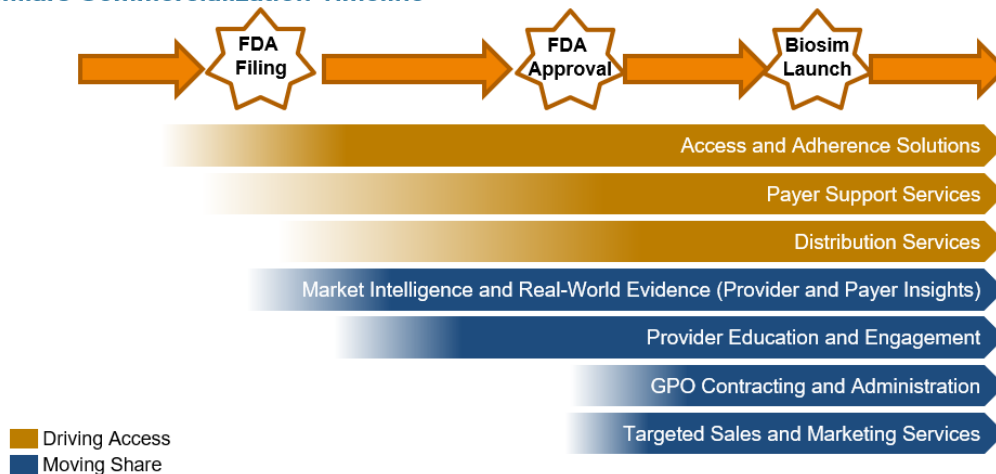 Commercialization Timeline
FDA
Filing
FDA
Approval
Biosim
Launch
Access and Adherence Solutions
Payer Support Services
Distribution Services
Market Intelligence and Real-World Evidence (Provider and Payer Insights)
Provider Education and Engagement
GPO Contracting and Administration
Targeted Sales and Marketing Services
Driving Access
Moving Share